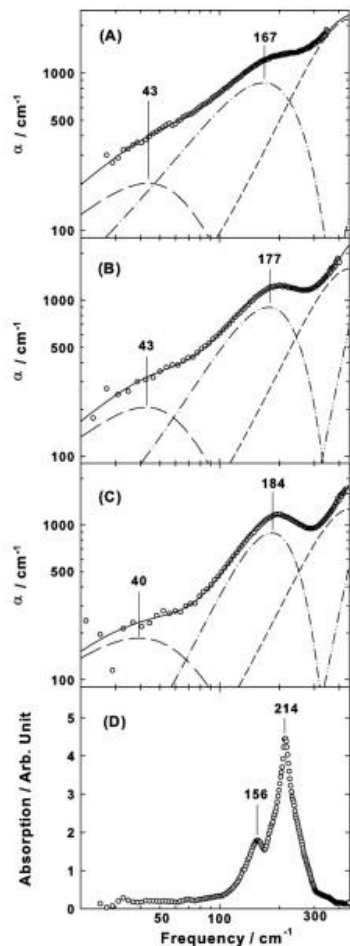 (A)
167
43
1000
500
100
α / cm⁻¹
(B)
177
43
1000
500
300
100
α / cm⁻¹
(C)
184
40
1000
500
100
α / cm⁻¹
(D)
214
156
5
4
3
2
1
0
Absorption / Arb. Unit
50 100 300
Frequency / cm⁻¹